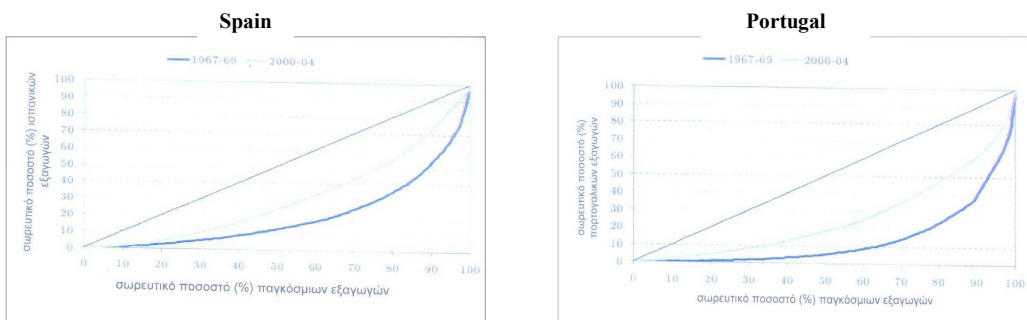 Spain
1967-69 2000-04
100
90
80
70
60
50
40
30
20
10
0
0 10 20 30 40 50 60 70 80 90 100
σωρευτικό ποσοστό (%) ισπανικών
εξαγωγών
σωρευτικό ποσοστό (%) παγκόσμιων εξαγωγών
Portugal
1967-69 2000-04
100
90
80
70
60
50
40
30
20
10
0
0 10 20 30 40 50 60 70 80 90 100
σωρευτικό ποσοστό (%)
πορτογαλικών εξαγωγών
σωρευτικό ποσοστό (%) παγκόσμιων εξαγωγών